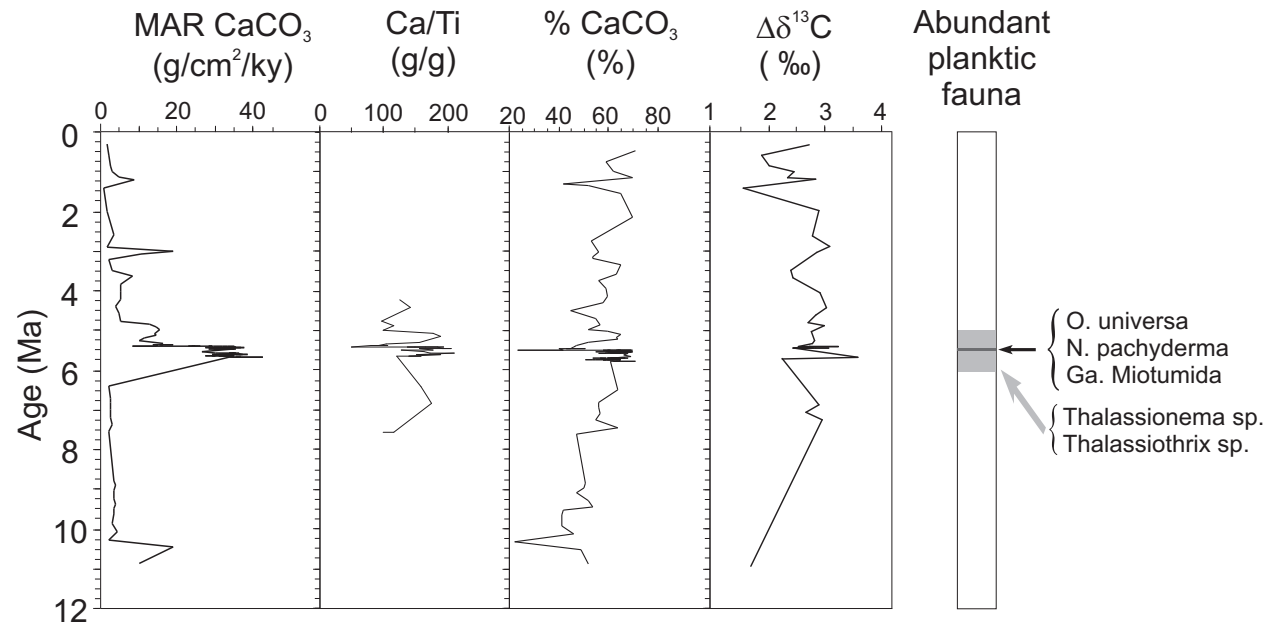 MAR CaCO₃
(g/cm²/ky)
Ca/Ti
(g/g)
% CaCO₃
(%)
Δδ¹³C
( ‰)
Abundant
planktic
fauna
0 20 40
0 100 200
20 40 60 80
1 2 3 4
Age (Ma)
0
2
4
6
8
10
12
O. universa
N. pachyderma
Ga. Miotumida
Thalassionema sp.
Thalassiothrix sp.